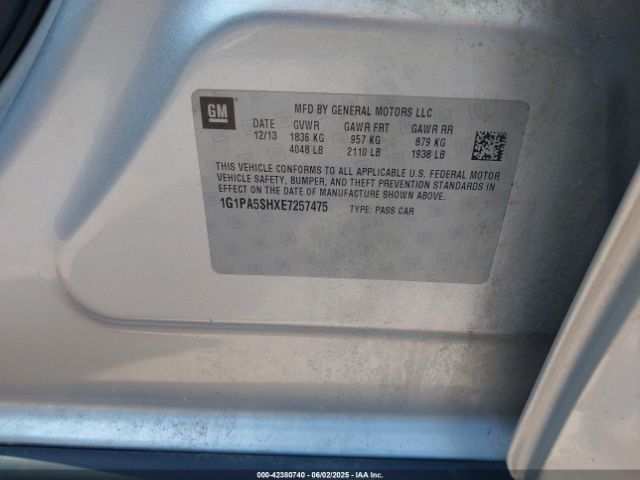 GM
MFD BY GENERAL MOTORS LLC
DATE GVWR GAWR FRT GAWR RR
12/13 1836 KG 957 KG 879 KG
4048 LB 2110 LB 1938 LB
THIS VEHICLE CONFORMS TO ALL APPLICABLE U.S. FEDERAL MOTOR
VEHICLE SAFETY, BUMPER, AND THEFT PREVENTION STANDARDS IN
EFFECT ON THE DATE OF MANUFACTURE SHOWN ABOVE.
1G1PA5SHXE7257475 TYPE: PASS CAR
000-42380740 - 06/02/2025 - IAA Inc.